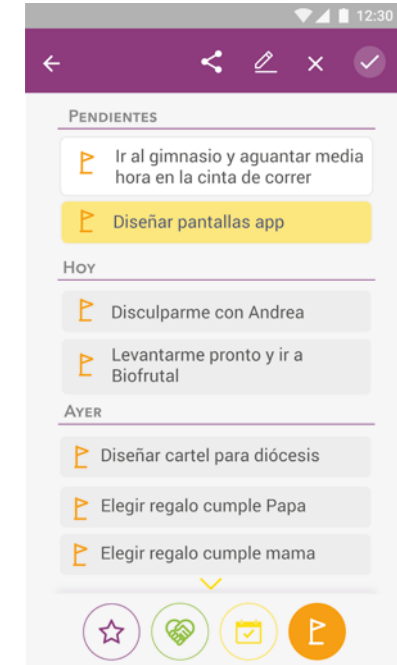 12:30
PENDIENTES
Ir al gimnasio y aguantar media
hora en la cinta de correr
Diseñar pantallas app
HOY
Disculparme con Andrea
Levantarme pronto y ir a
Biofrutal
AYER
Diseñar cartel para diócesis
Elegir regalo cumple Papa
Elegir regalo cumple mama